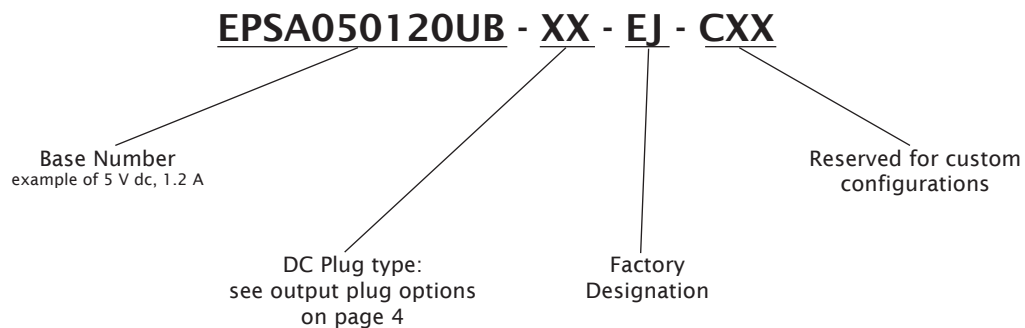 EPSA050120UB - XX - EJ - CXX
Base Number
example of 5 V dc, 1.2 A
Reserved for custom
configurations
DC Plug type:
see output plug options
on page 4
Factory
Designation